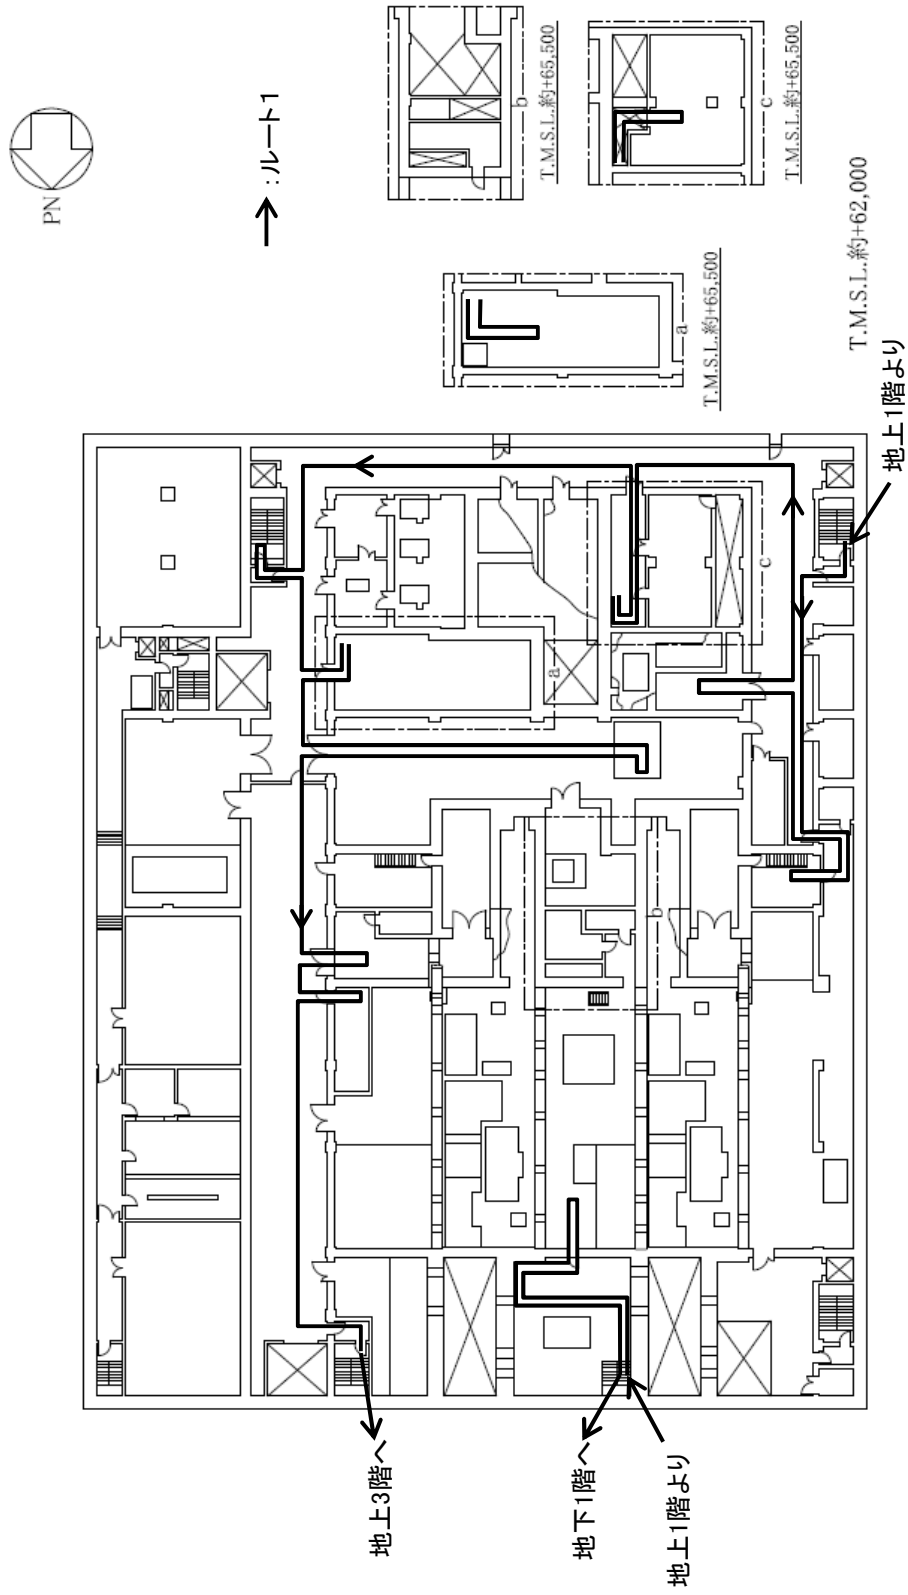 PN
:ルート1
b
T.M.S.L.約+65,500
c
T.M.S.L.約+65,500
a
T.M.S.L.約+65,500
T.M.S.L.約+62,000
地上1階より
a
b
c
地上3階へ
地下1階へ
地上1階より